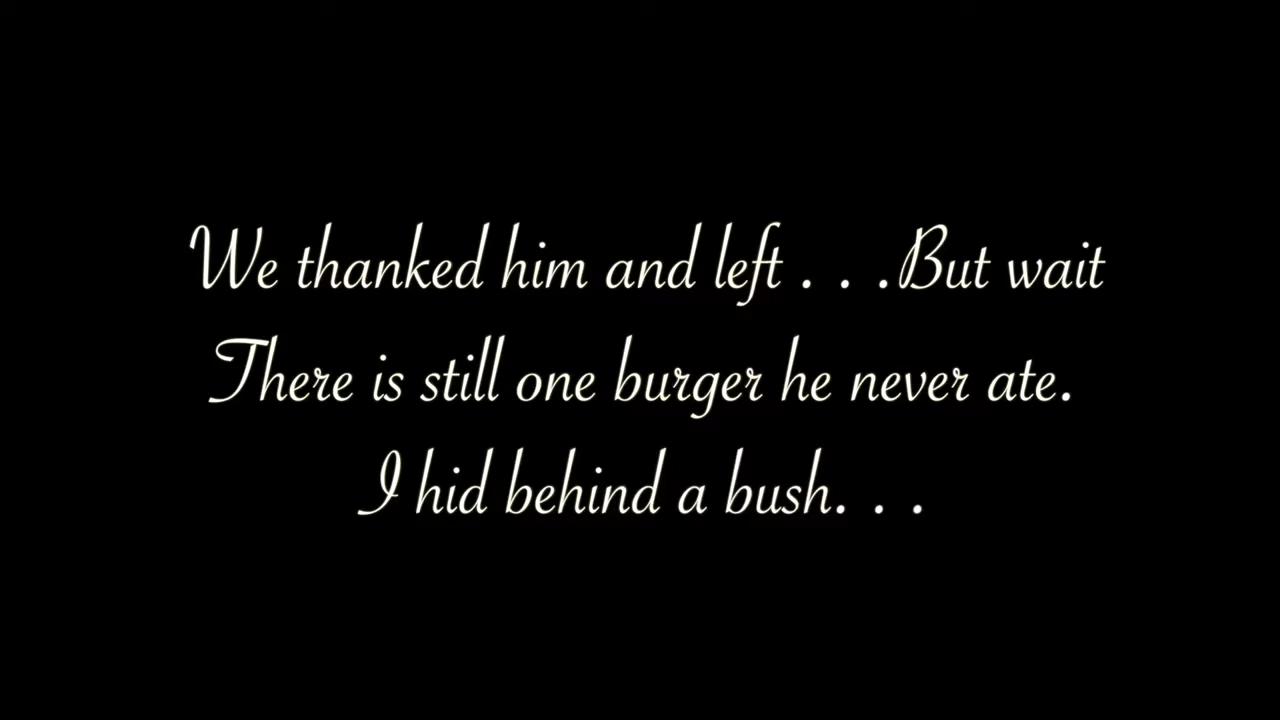 We thanked him and left . . .But wait
There is still one burger he never ate.
I hid behind a bush. . .